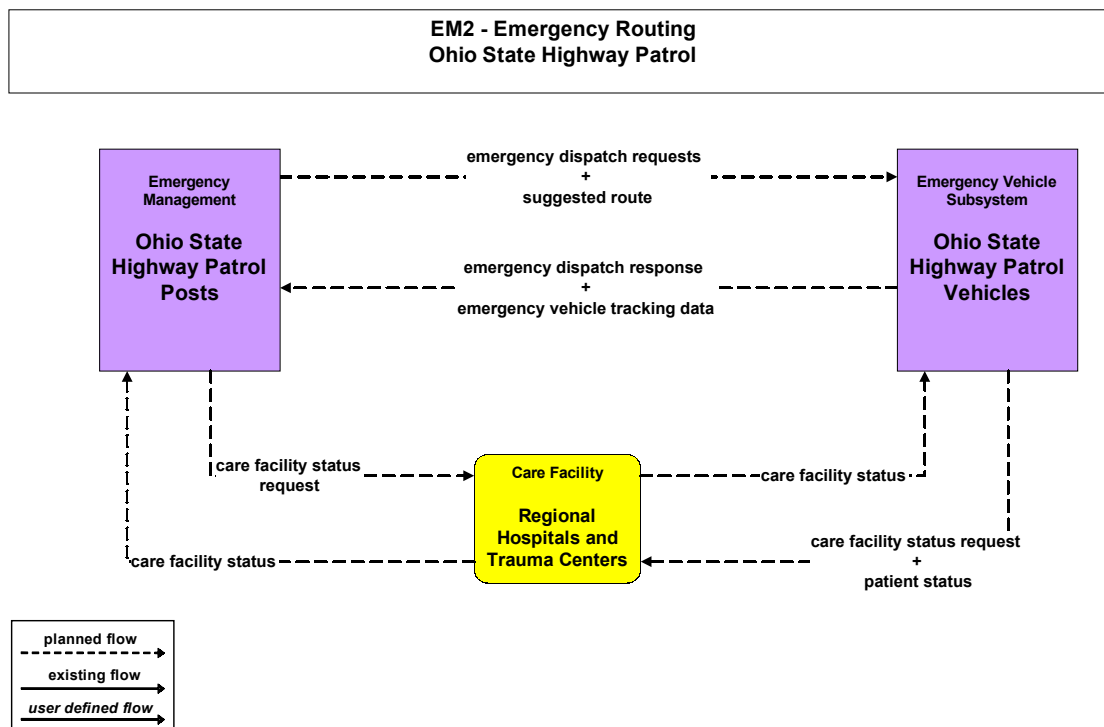 EM2 - Emergency Routing
Ohio State Highway Patrol
Emergency
Management
Ohio State
Highway Patrol
Posts
emergency dispatch requests
+
suggested route
Emergency Vehicle
Subsystem
Ohio State
Highway Patrol
Vehicles
emergency dispatch response
+
emergency vehicle tracking data
care facility status
request
Care Facility
Regional
Hospitals and
Trauma Centers
care facility status
care facility status
care facility status request
+
patient status
planned flow
existing flow
user defined flow